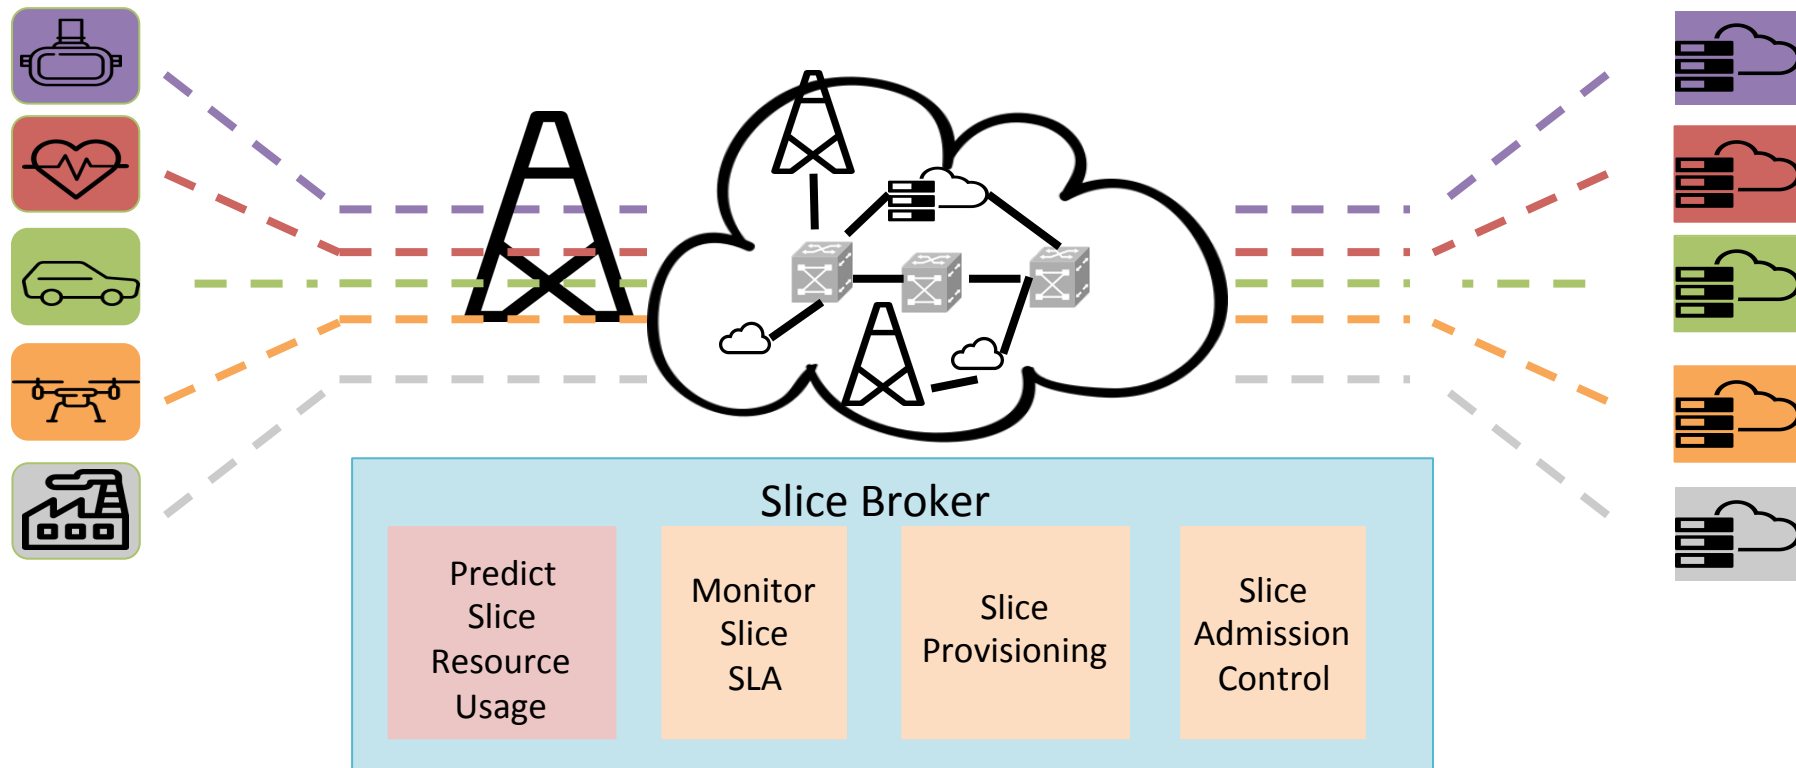 Slice Broker
Predict
Slice
Resource
Usage
Monitor
Slice
SLA
Slice
Provisioning
Slice
Admission
Control